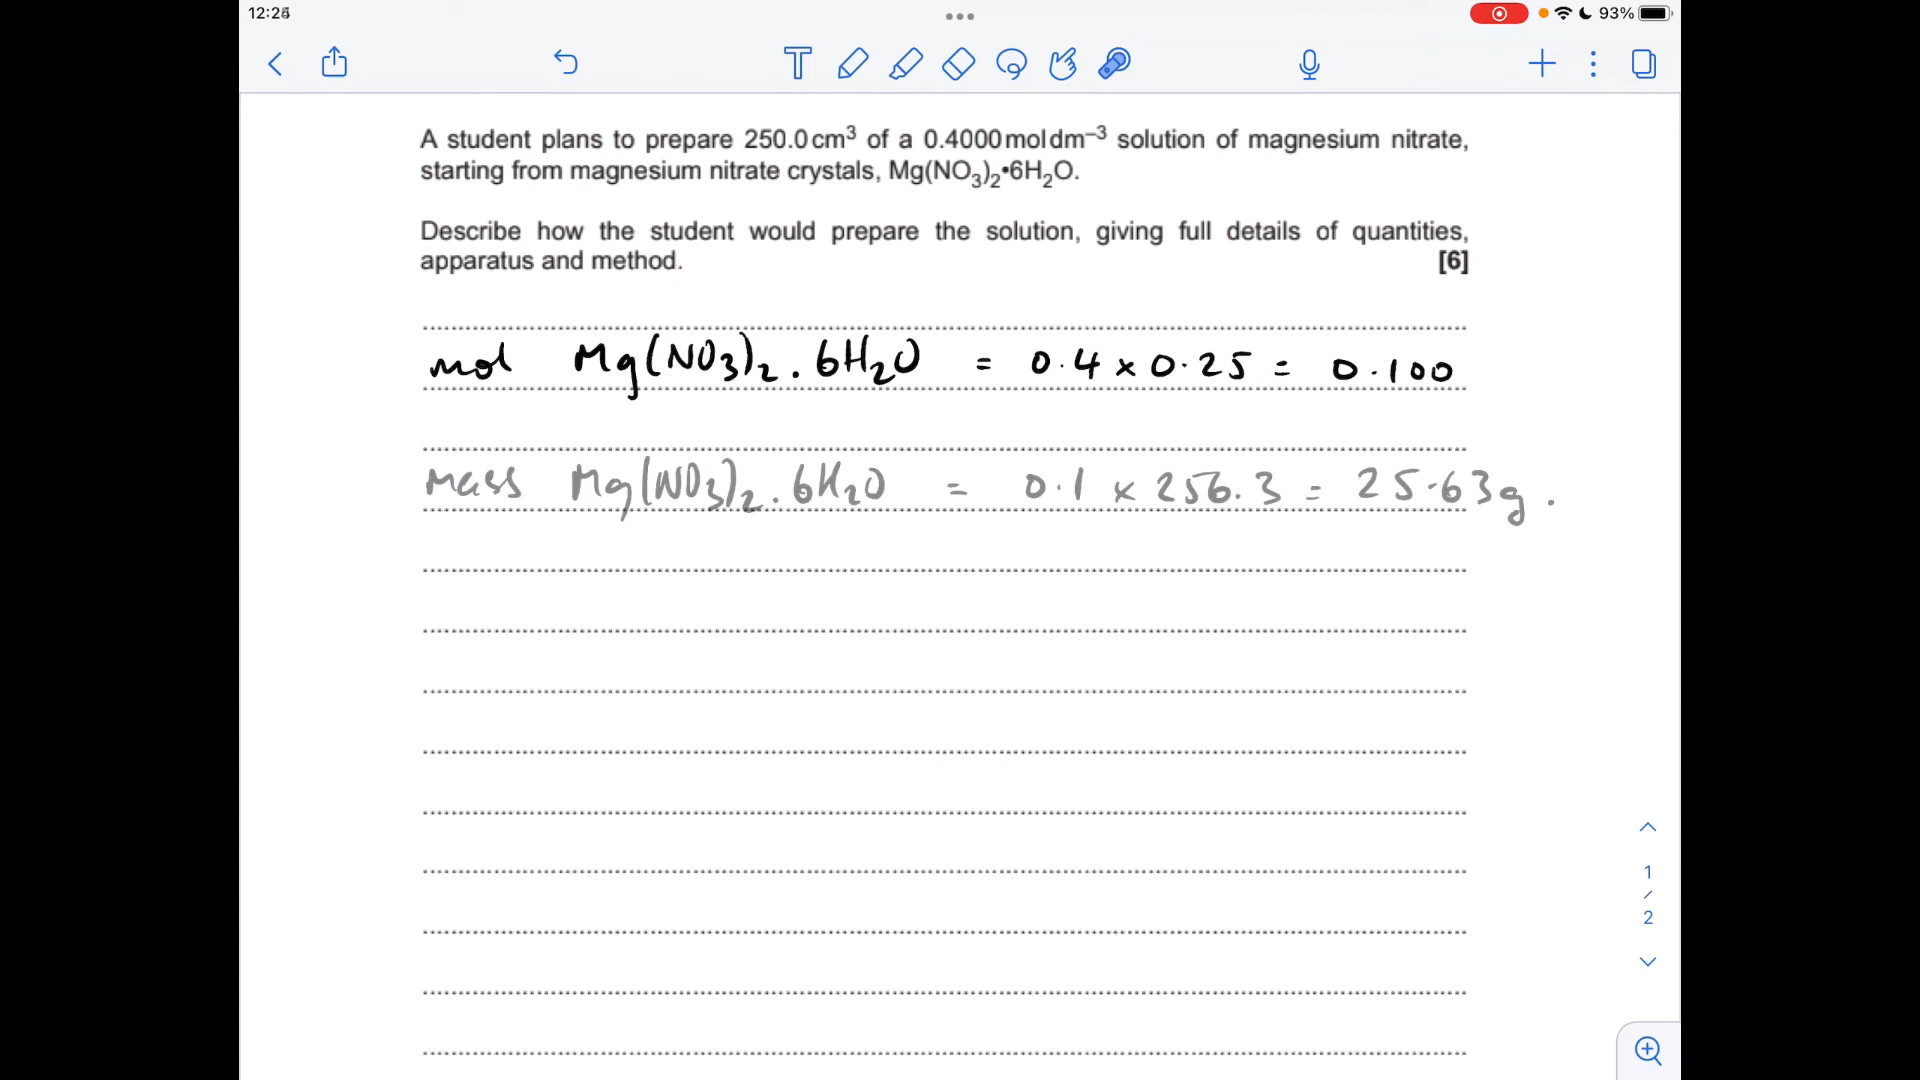 12:24
93%
A student plans to prepare 250.0 cm³ of a 0.4000 mol dm⁻³ solution of magnesium nitrate,
starting from magnesium nitrate crystals, Mg(NO₃)₂•6H₂O.
Describe how the student would prepare the solution, giving full details of quantities,
apparatus and method. [6]
mol Mg(NO₃)₂.6H₂O = 0.4 x 0.25 = 0.100
Mass Mg(NO₃)₂.6H₂O = 0.1 x 256.3 = 25.63g.
1
/
2